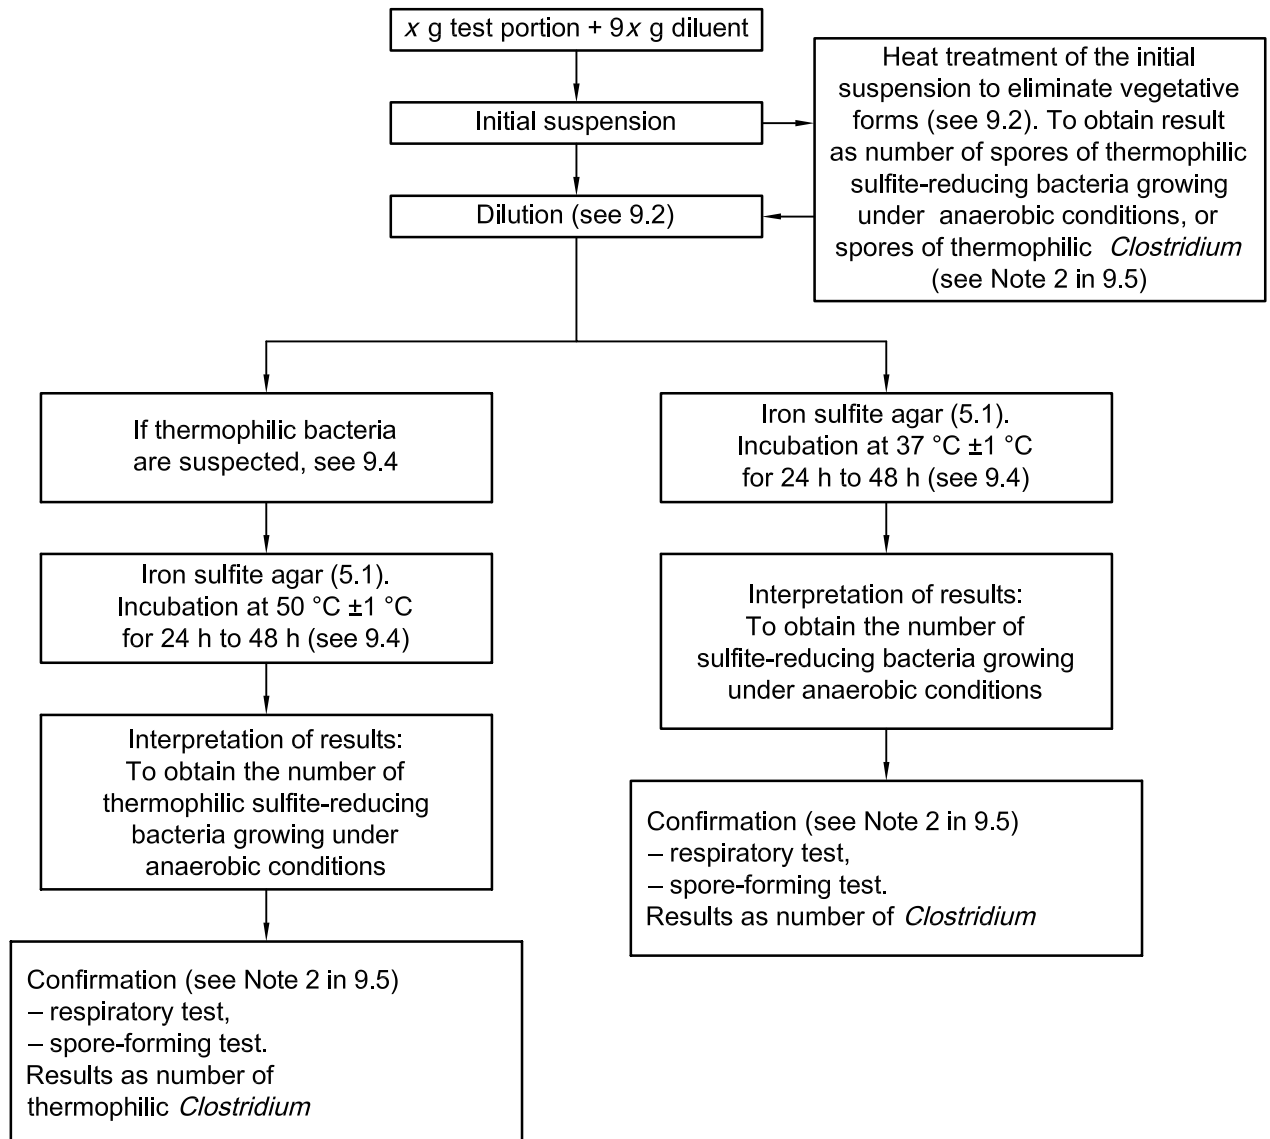 x g test portion + 9x g diluent
Initial suspension
Heat treatment of the initial
suspension to eliminate vegetative
forms (see 9.2). To obtain result
as number of spores of thermophilic
sulfite-reducing bacteria growing
under anaerobic conditions, or
spores of thermophilic Clostridium
(see Note 2 in 9.5)
Dilution (see 9.2)
If thermophilic bacteria
are suspected, see 9.4
Iron sulfite agar (5.1).
Incubation at 50 °C ±1 °C
for 24 h to 48 h (see 9.4)
Interpretation of results:
To obtain the number of
thermophilic sulfite-reducing
bacteria growing under
anaerobic conditions
Confirmation (see Note 2 in 9.5)
– respiratory test,
– spore-forming test.
Results as number of
thermophilic Clostridium
Iron sulfite agar (5.1).
Incubation at 37 °C ±1 °C
for 24 h to 48 h (see 9.4)
Interpretation of results:
To obtain the number of
sulfite-reducing bacteria growing
under anaerobic conditions
Confirmation (see Note 2 in 9.5)
– respiratory test,
– spore-forming test.
Results as number of Clostridium